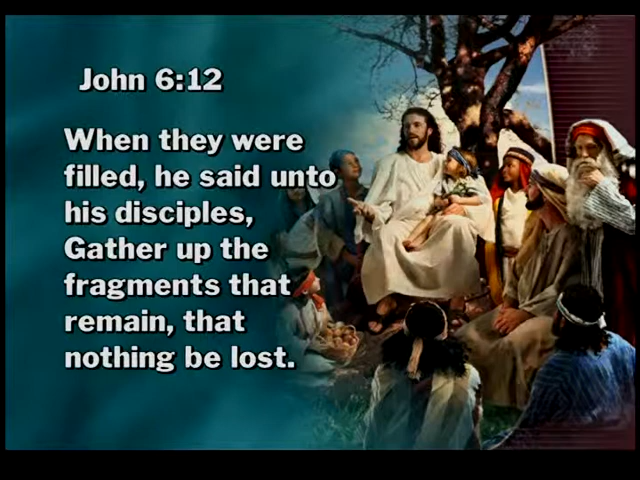 John 6:12
When they were
filled, he said unto
his disciples,
Gather up the
fragments that
remain, that
nothing be lost.